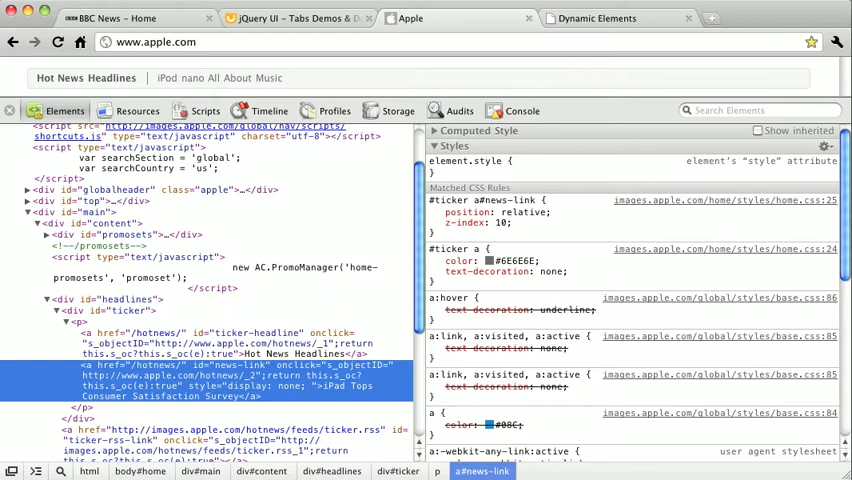 BBC News - Home
jQuery UI - Tabs Demos & D
Apple
Dynamic Elements
www.apple.com
Hot News Headlines
iPod nano All About Music
Elements
Resources
Scripts
Timeline
Profiles
Storage
Audits
Console
Search Elements
<script src="http://images.apple.com/global/nav/scripts/
shortcuts.js" type="text/javascript" charset="utf-8"></script>
<script type="text/javascript">
var searchSection = 'global';
var searchCountry = 'us';
</script>
<div id="globalheader" class="apple">…</div>
<div id="top">…</div>
<div id="main">
<div id="content">
<div id="promosets">…</div>
<!--/promosets-->
<script type="text/javascript">
new AC.PromoManager('home-
promosets', 'promoset');
</script>
<div id="headlines">
<div id="ticker">
<p>
<a href="/hotnews/" id="ticker-headline" onclick=
"s_objectID="http://www.apple.com/hotnews/_1";return
this.s_oc?this.s_oc(e):true">Hot News Headlines</a>
<a href="/hotnews/" id="news-link" onclick="s_objectID="
http://www.apple.com/hotnews/_2";return this.s_oc?
this.s_oc(e):true" style="display: none; ">iPad Tops
Consumer Satisfaction Survey</a>
</p>
</div>
<a href="http://images.apple.com/hotnews/feeds/ticker.rss" id=
"ticker-rss-link" onclick="s_objectID="http://
images.apple.com/hotnews/feeds/ticker.rss_1";return
Computed Style
Show inherited
Styles
element.style {
element's "style" attribute
}
Matched CSS Rules
#ticker a#news-link {
images.apple.com/home/styles/home.css:25
position: relative;
z-index: 10;
}
#ticker a {
images.apple.com/home/styles/home.css:24
color: #6E6E6E;
text-decoration: none;
}
a:hover {
images.apple.com/global/styles/base.css:86
text-decoration: underline;
}
a:link, a:visited, a:active {
images.apple.com/global/styles/base.css:85
text-decoration: none;
}
a:link, a:visited, a:active {
images.apple.com/global/styles/base.css:85
text-decoration: none;
}
a {
images.apple.com/global/styles/base.css:84
color: #08C;
}
a:-webkit-any-link:active {
user agent stylesheet
html
body#home
div#main
div#content
div#headlines
div#ticker
p
a#news-link